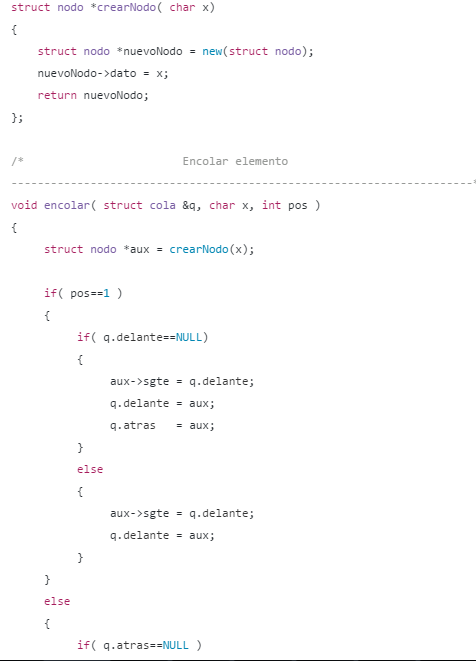 struct nodo *crearNodo( char x)
{
    struct nodo *nuevoNodo = new(struct nodo);
    nuevoNodo->dato = x;
    return nuevoNodo;
};
/*                        Encolar elemento
----------------------------------------------------------------------*
void encolar( struct cola &q, char x, int pos )
{
     struct nodo *aux = crearNodo(x);
     if( pos==1 )
     {
          if( q.delante==NULL)
          {
               aux->sgte = q.delante;
               q.delante = aux;
               q.atras   = aux;
          }
          else
          {
               aux->sgte = q.delante;
               q.delante = aux;
          }
     }
     else
     {
          if( q.atras==NULL )